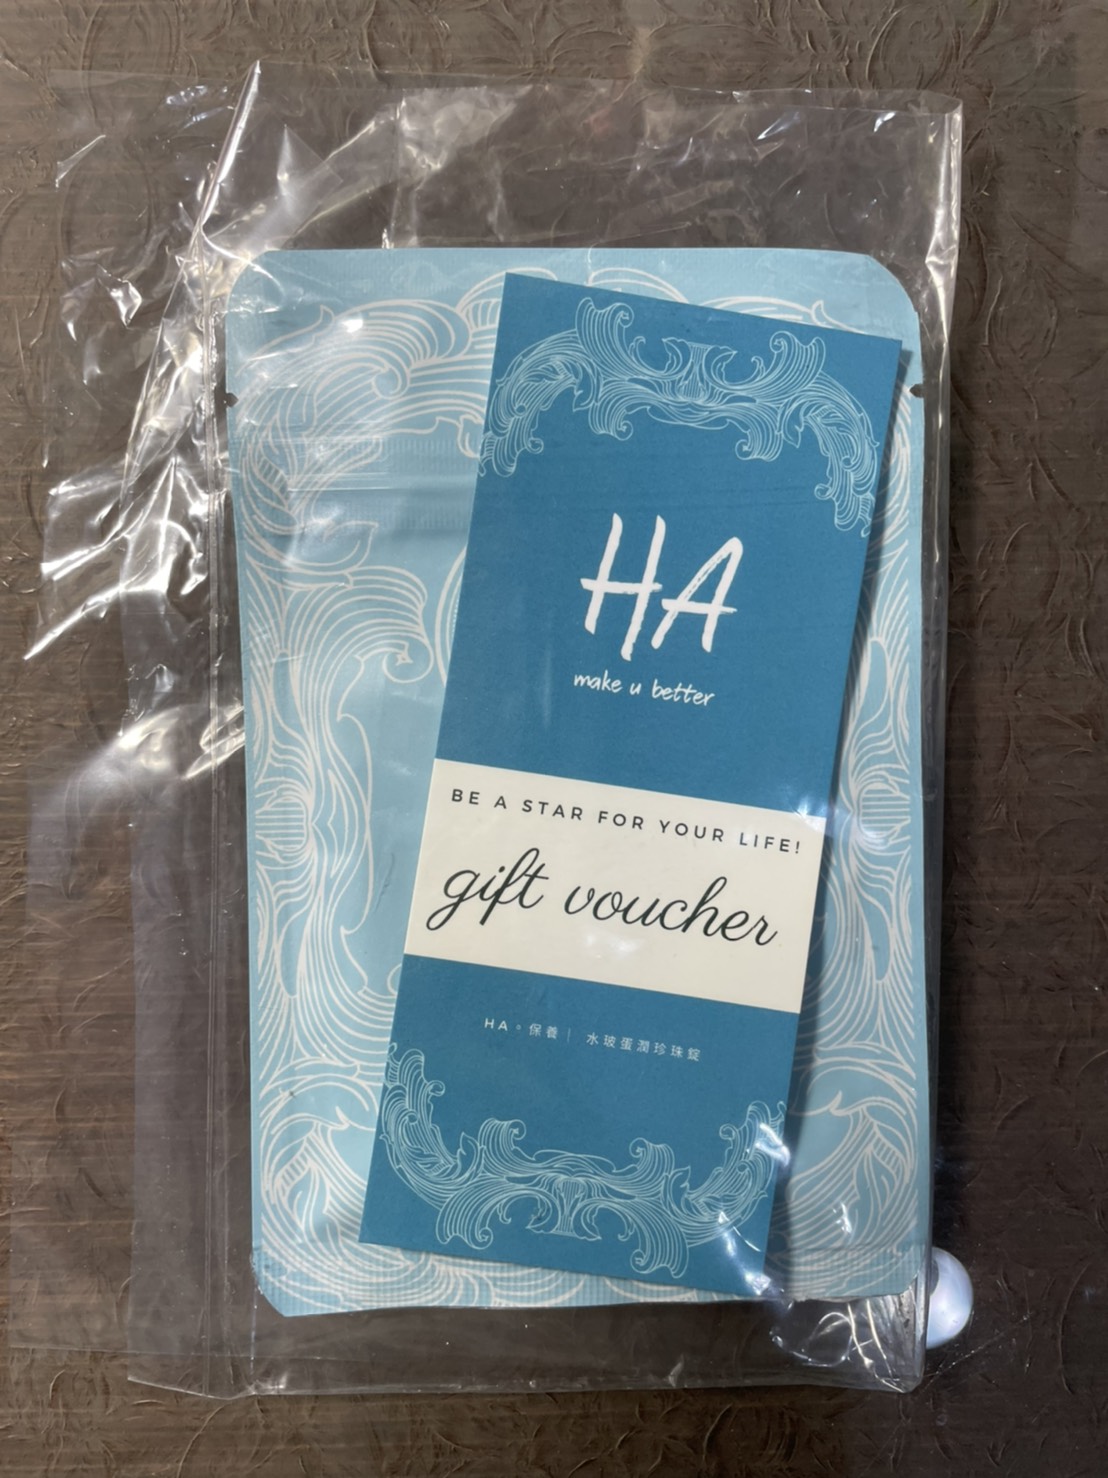 HA
make u better
BE A STAR FOR YOUR LIFE!
gift voucher
HA。保養｜ 水玻蛋潤珍珠錠